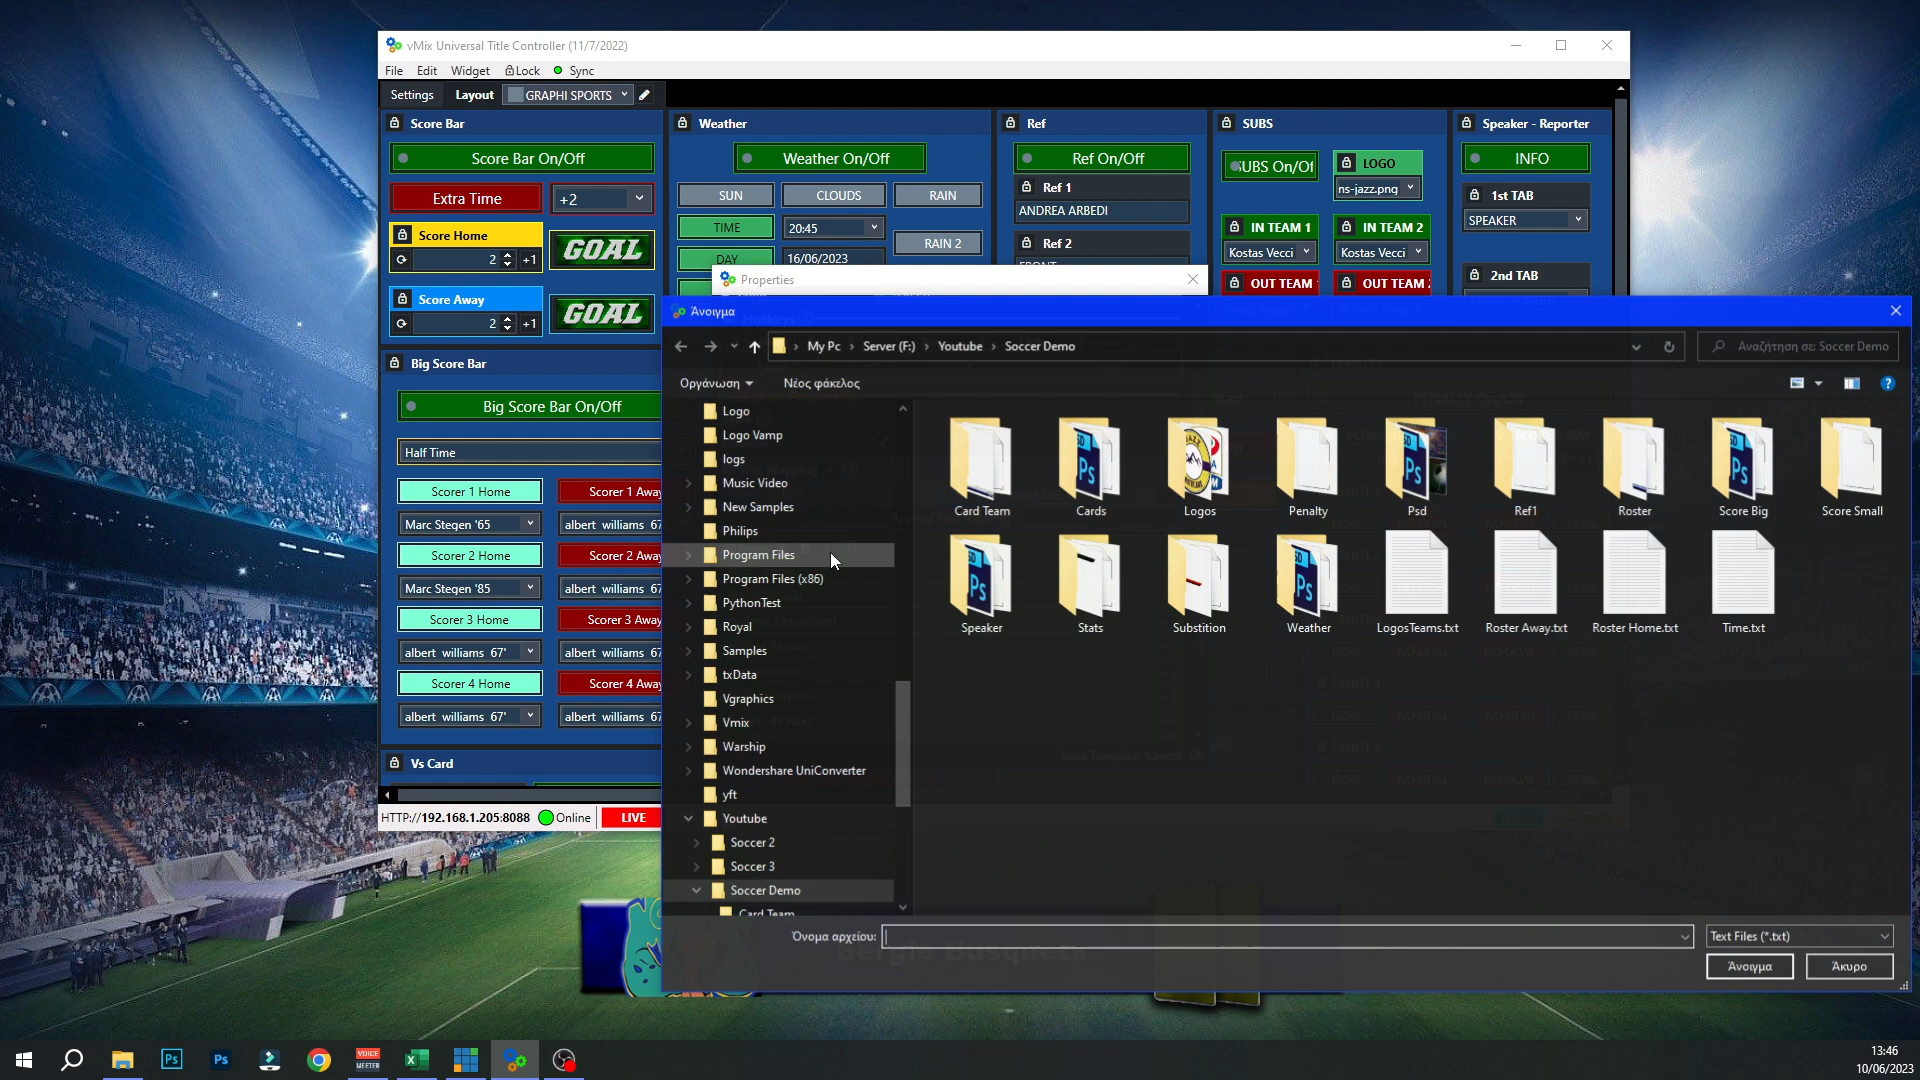 vMix Universal Title Controller (11/7/2022)
File Edit Widget Lock Sync
Settings Layout GRAPHI SPORTS
Score Bar
Score Bar On/Off
Extra Time +2
Score Home
2 +1
GOAL
Score Away
2 +1
GOAL
Big Score Bar
Big Score Bar On/Off
Half Time
Scorer 1 Home Scorer 1 Away
Marc Stegen '65 albert williams 67
Scorer 2 Home Scorer 2 Away
Marc Stegen '85 albert williams 67
Scorer 3 Home Scorer 3 Away
albert williams 67' albert williams 67
Scorer 4 Home Scorer 4 Away
albert williams 67' albert williams 67
Vs Card
HTTP://192.168.1.205:8088 Online LIVE
Weather
Weather On/Off
SUN CLOUDS RAIN
TIME 20:45
RAIN 2
DAY 16/06/2023
Ref
Ref On/Off
Ref 1
ANDREA ARBEDI
Ref 2
SUBS
SUBS On/Of
LOGO
ns-jazz.png
IN TEAM 1 IN TEAM 2
Kostas Vecci Kostas Vecci
OUT TEAM OUT TEAM
Speaker - Reporter
INFO
1st TAB
SPEAKER
2nd TAB
Properties
Άνοιγμα
My Pc Server (F:) Youtube Soccer Demo
Αναζήτηση σε: Soccer Demo
Οργάνωση Νέος φάκελος
Logo
Logo Vamp
logs
Music Video
New Samples
Philips
Program Files
Program Files (x86)
PythonTest
Royal
Samples
txData
Vgraphics
Vmix
Warship
Wondershare UniConverter
yft
Youtube
Soccer 2
Soccer 3
Soccer Demo
Card Team
Card Team Cards Logos Penalty Psd Ref1 Roster Score Big Score Small
Speaker Stats Substition Weather LogosTeams.txt Roster Away.txt Roster Home.txt Time.txt
Όνομα αρχείου: Text Files (*.txt)
Άνοιγμα Άκυρο
Sergio Busquets
VOICE
MEETER
13:46
10/06/2023